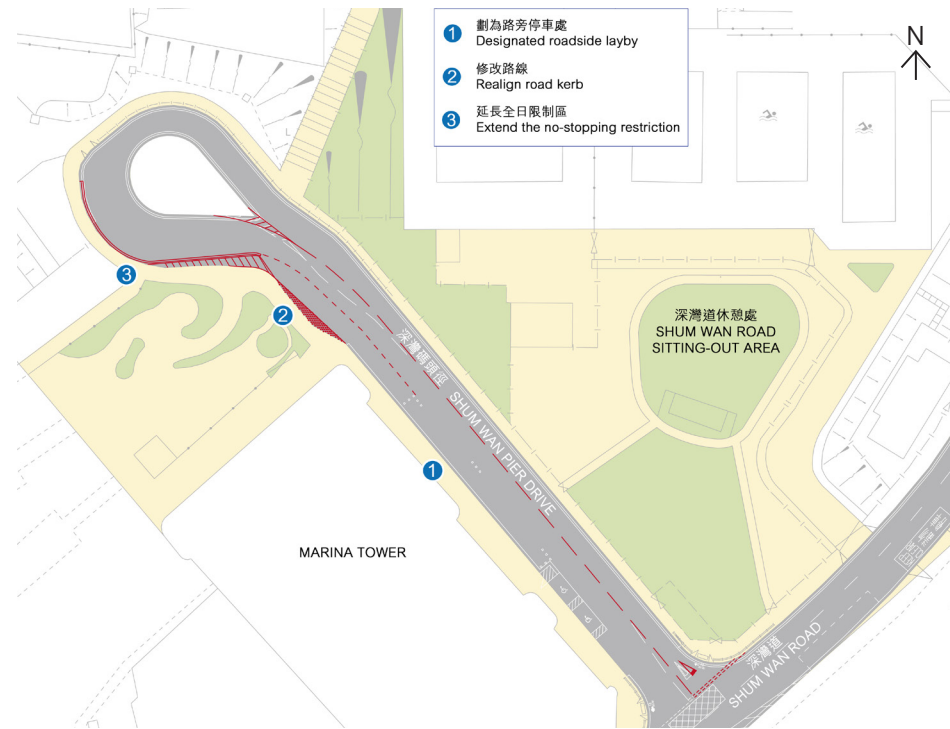 1 劃為路旁停車處
Designated roadside layby
2 修改路線
Realign road kerb
3 延長全日限制區
Extend the no-stopping restriction
N
3
2
1
深灣道休憩處
SHUM WAN ROAD
SITTING-OUT AREA
深灣碼頭徑 SHUM WAN PIER DRIVE
MARINA TOWER
深灣道
SHUM WAN ROAD